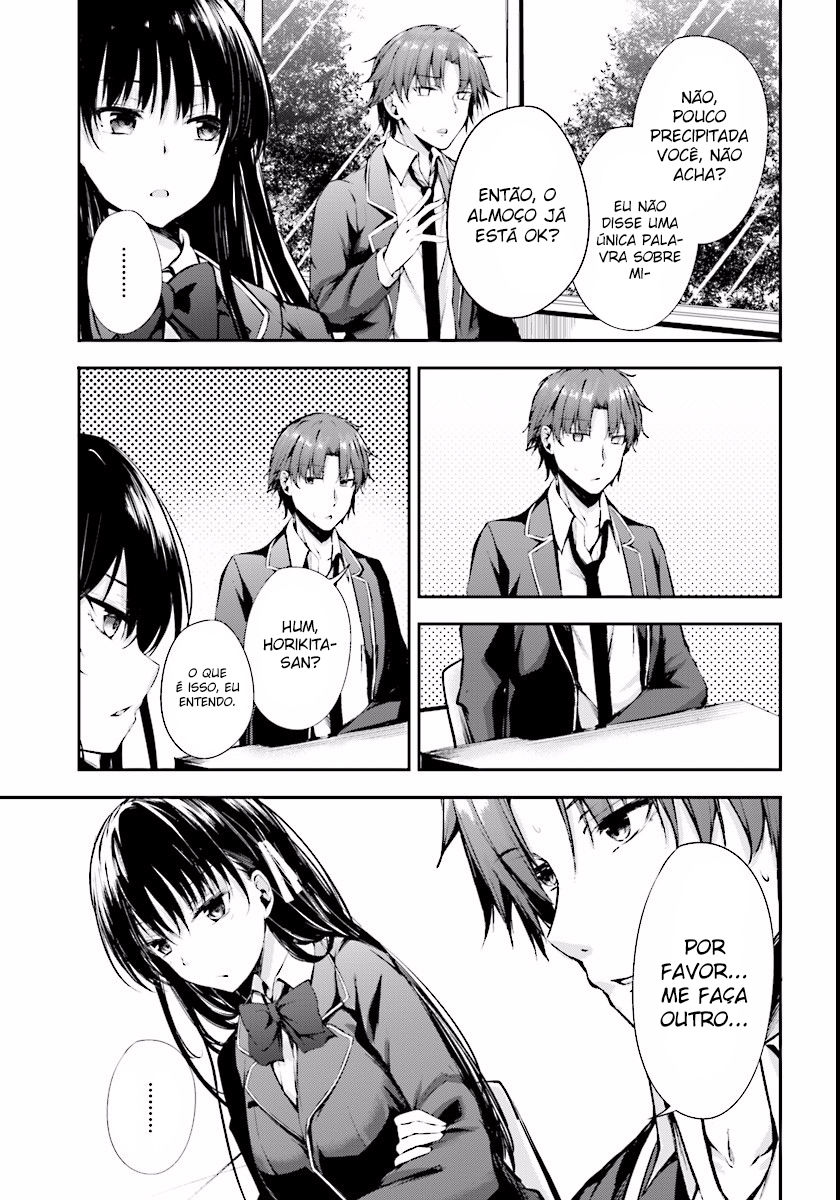 NÃO,
POUCO
PRECIPITADA
VOCÊ, NÃO
ACHA?
EU NÃO
DISSE UMA
ÚNICA PALA-
VRA SOBRE
MI-
ENTÃO, O
ALMOÇO JÁ
ESTÁ OK?
........
HUM,
HORIKITA-
SAN?
O QUE
É ISSO, EU
ENTENDO.
POR
FAVOR...
ME FAÇA
OUTRO...
........